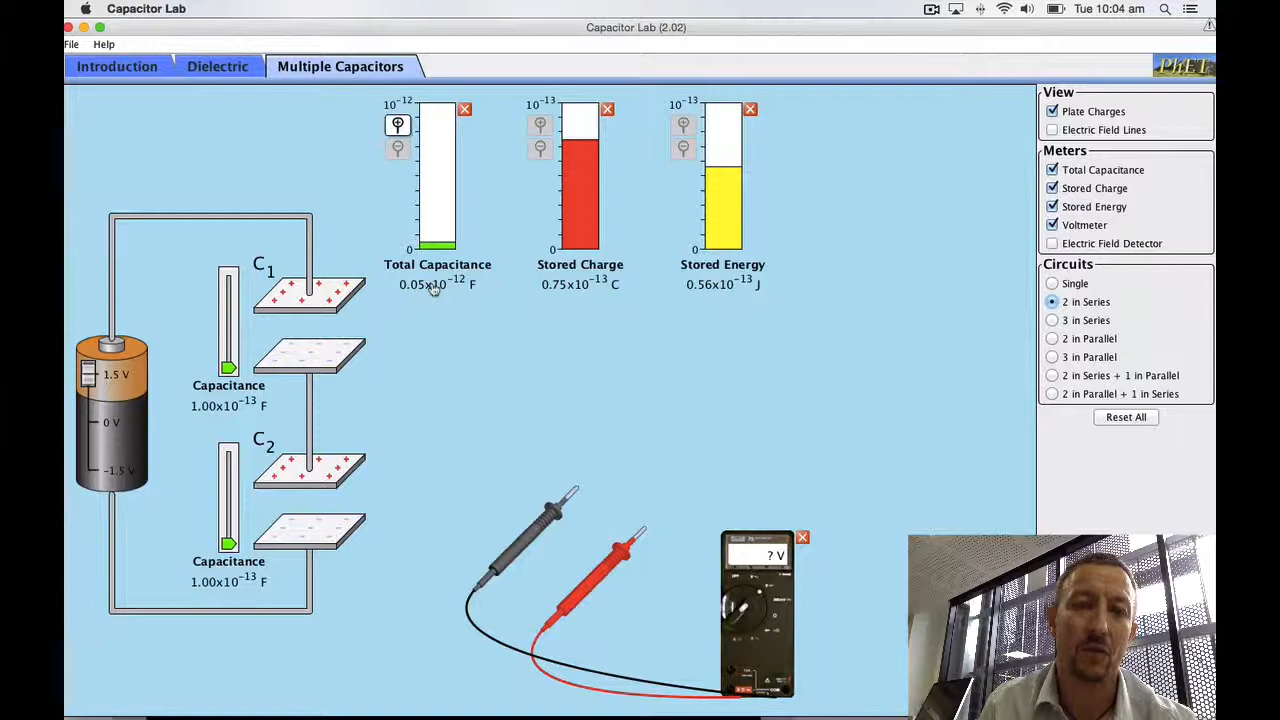 Capacitor Lab
Tue 10:04 am
Capacitor Lab (2.02)
File Help
Introduction
Dielectric
Multiple Capacitors
PhET
10-12
0
Total Capacitance
0.05x10-12 F
10-13
0
Stored Charge
0.75x10-13 C
10-13
0
Stored Energy
0.56x10-13 J
View
Plate Charges
Electric Field Lines
Meters
Total Capacitance
Stored Charge
Stored Energy
Voltmeter
Electric Field Detector
Circuits
Single
2 in Series
3 in Series
2 in Parallel
3 in Parallel
2 in Series + 1 in Parallel
2 in Parallel + 1 in Series
Reset All
1.5 V
0 V
-1.5 V
C1
Capacitance
1.00x10-13 F
C2
Capacitance
1.00x10-13 F
? V
OFF